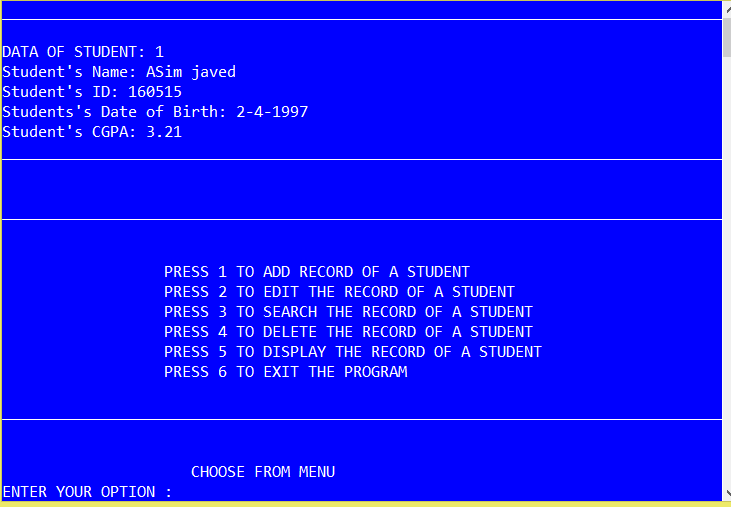 DATA OF STUDENT: 1
Student's Name: ASim javed
Student's ID: 160515
Students's Date of Birth: 2-4-1997
Student's CGPA: 3.21
PRESS 1 TO ADD RECORD OF A STUDENT
PRESS 2 TO EDIT THE RECORD OF A STUDENT
PRESS 3 TO SEARCH THE RECORD OF A STUDENT
PRESS 4 TO DELETE THE RECORD OF A STUDENT
PRESS 5 TO DISPLAY THE RECORD OF A STUDENT
PRESS 6 TO EXIT THE PROGRAM
CHOOSE FROM MENU
ENTER YOUR OPTION :